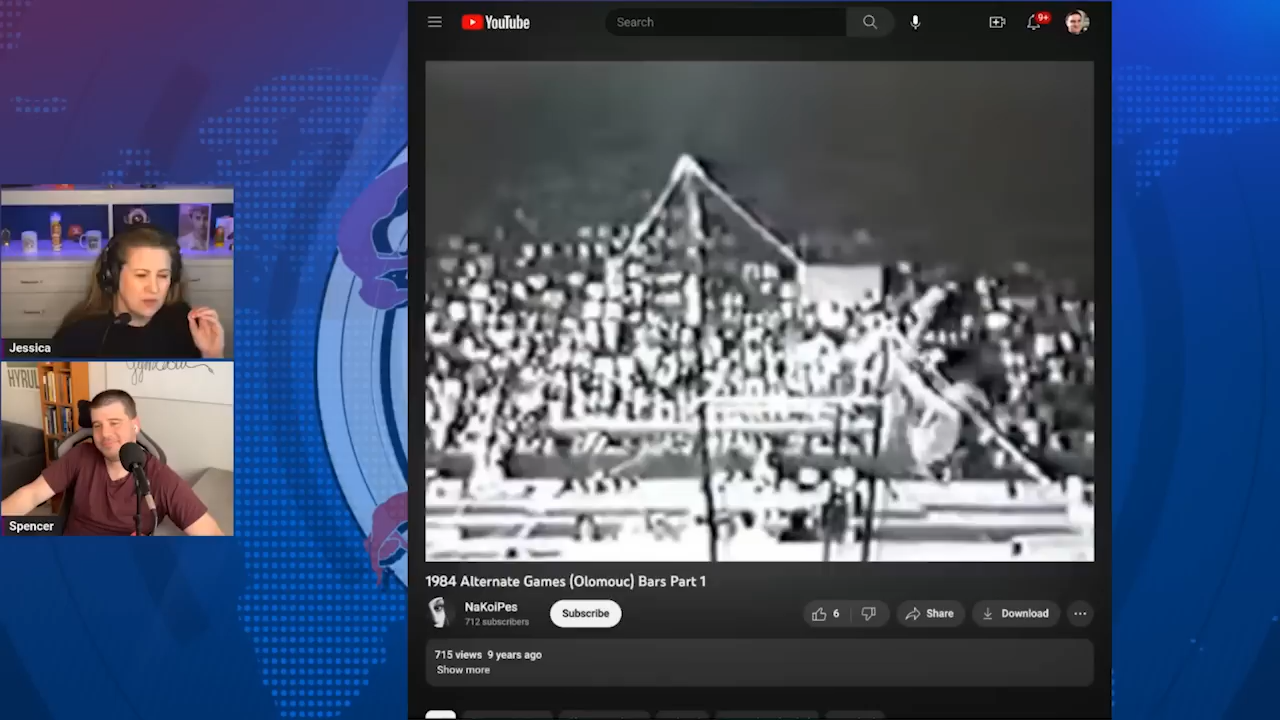 YouTube
Search
9+
Jessica
HYRUL
Spencer
1984 Alternate Games (Olomouc) Bars Part 1
NaKoiPes
712 subscribers
Subscribe
6
Share
Download
715 views 9 years ago
Show more